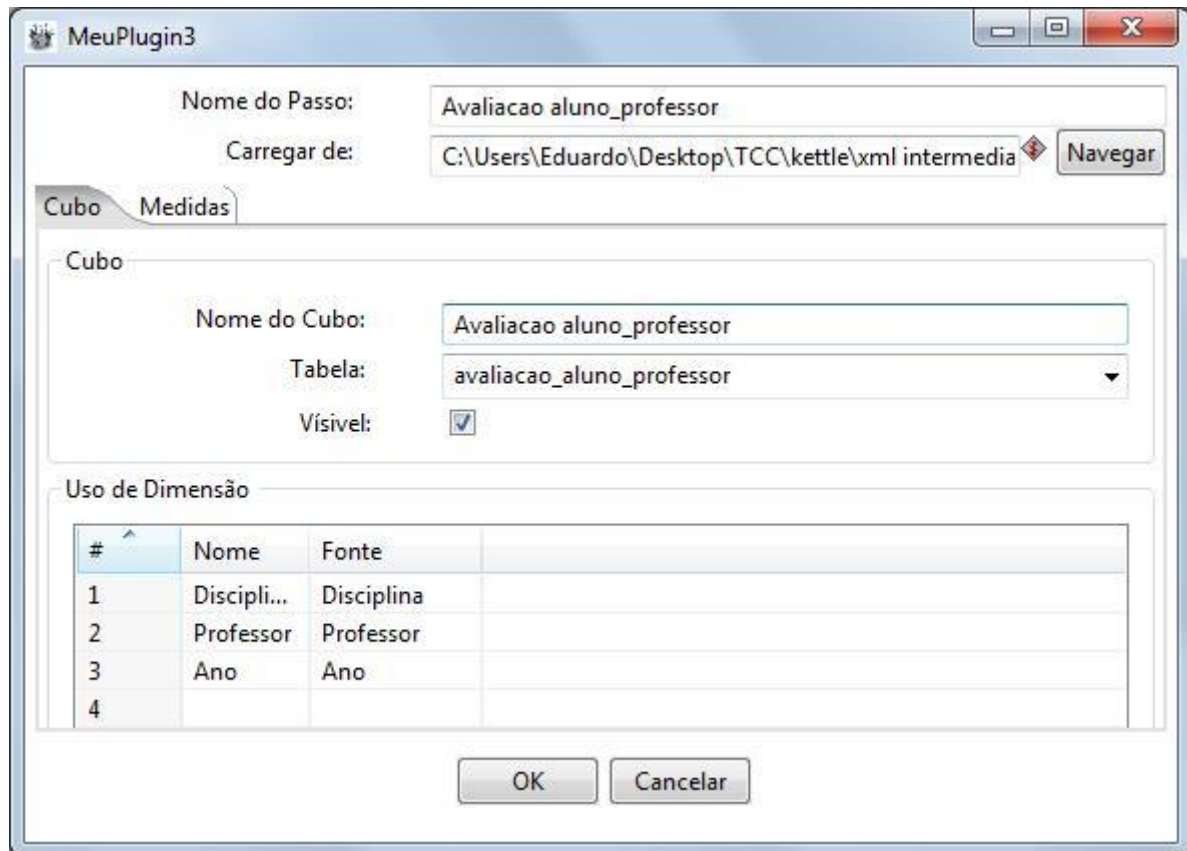 MeuPlugin3
Nome do Passo: Avaliacao aluno_professor
Carregar de: C:\Users\Eduardo\Desktop\TCC\kettle\xml intermedia Navegar
Cubo Medidas
Cubo
Nome do Cubo: Avaliacao aluno_professor
Tabela: avaliacao_aluno_professor
Vísivel:
Uso de Dimensão
# Nome Fonte
1 Discipli... Disciplina
2 Professor Professor
3 Ano Ano
4
OK Cancelar